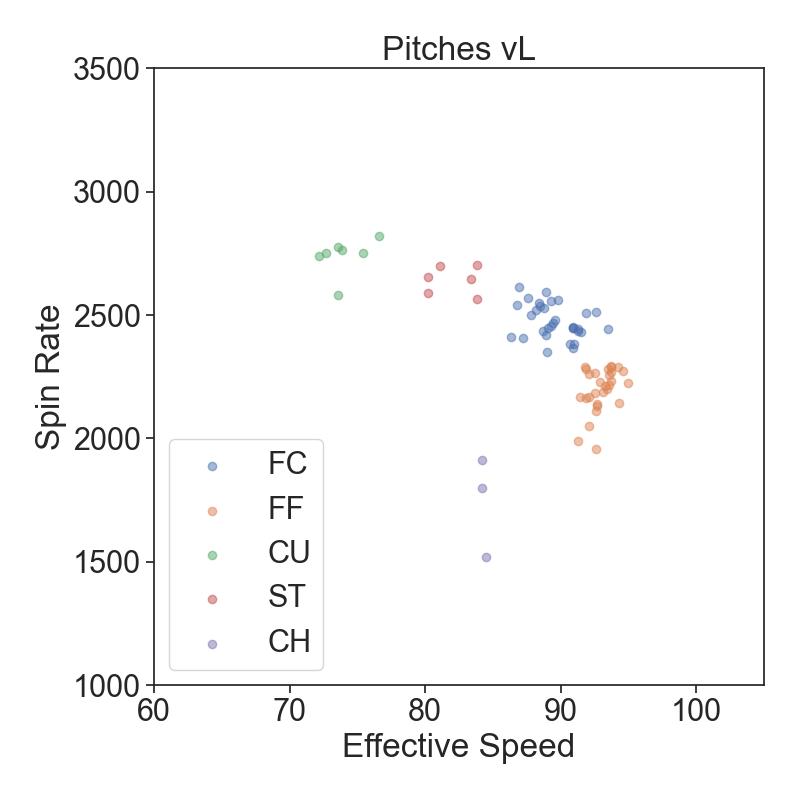 Pitches vL
Spin Rate
3500
3000
2500
2000
1500
1000
FC
FF
CU
ST
CH
60 70 80 90 100
Effective Speed